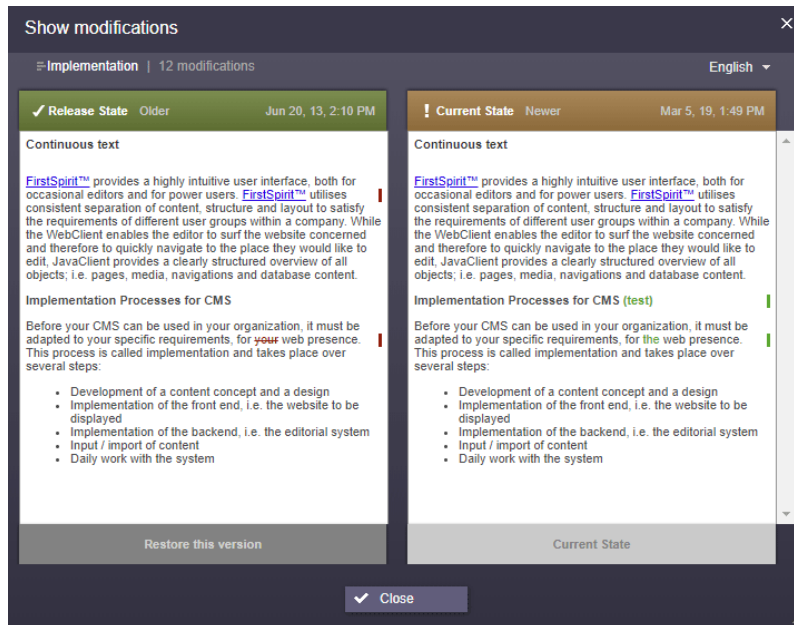 Show modifications
Implementation | 12 modifications
English
Release State Older Jun 20, 13, 2:10 PM
Continuous text
FirstSpirit™ provides a highly intuitive user interface, both for
occasional editors and for power users. FirstSpirit™ utilises
consistent separation of content, structure and layout to satisfy
the requirements of different user groups within a company. While
the WebClient enables the editor to surf the website concerned
and therefore to quickly navigate to the place they would like to
edit, JavaClient provides a clearly structured overview of all
objects; i.e. pages, media, navigations and database content.
Implementation Processes for CMS
Before your CMS can be used in your organization, it must be
adapted to your specific requirements, for your web presence.
This process is called implementation and takes place over
several steps:
• Development of a content concept and a design
• Implementation of the front end, i.e. the website to be
displayed
• Implementation of the backend, i.e. the editorial system
• Input / import of content
• Daily work with the system
Restore this version
! Current State Newer Mar 5, 19, 1:49 PM
Continuous text
FirstSpirit™ provides a highly intuitive user interface, both for
occasional editors and for power users. FirstSpirit™ utilises
consistent separation of content, structure and layout to satisfy
the requirements of different user groups within a company. While
the WebClient enables the editor to surf the website concerned
and therefore to quickly navigate to the place they would like to
edit, JavaClient provides a clearly structured overview of all
objects; i.e. pages, media, navigations and database content.
Implementation Processes for CMS (test)
Before your CMS can be used in your organization, it must be
adapted to your specific requirements, for the web presence.
This process is called implementation and takes place over
several steps:
• Development of a content concept and a design
• Implementation of the front end, i.e. the website to be
displayed
• Implementation of the backend, i.e. the editorial system
• Input / import of content
• Daily work with the system
Current State
Close